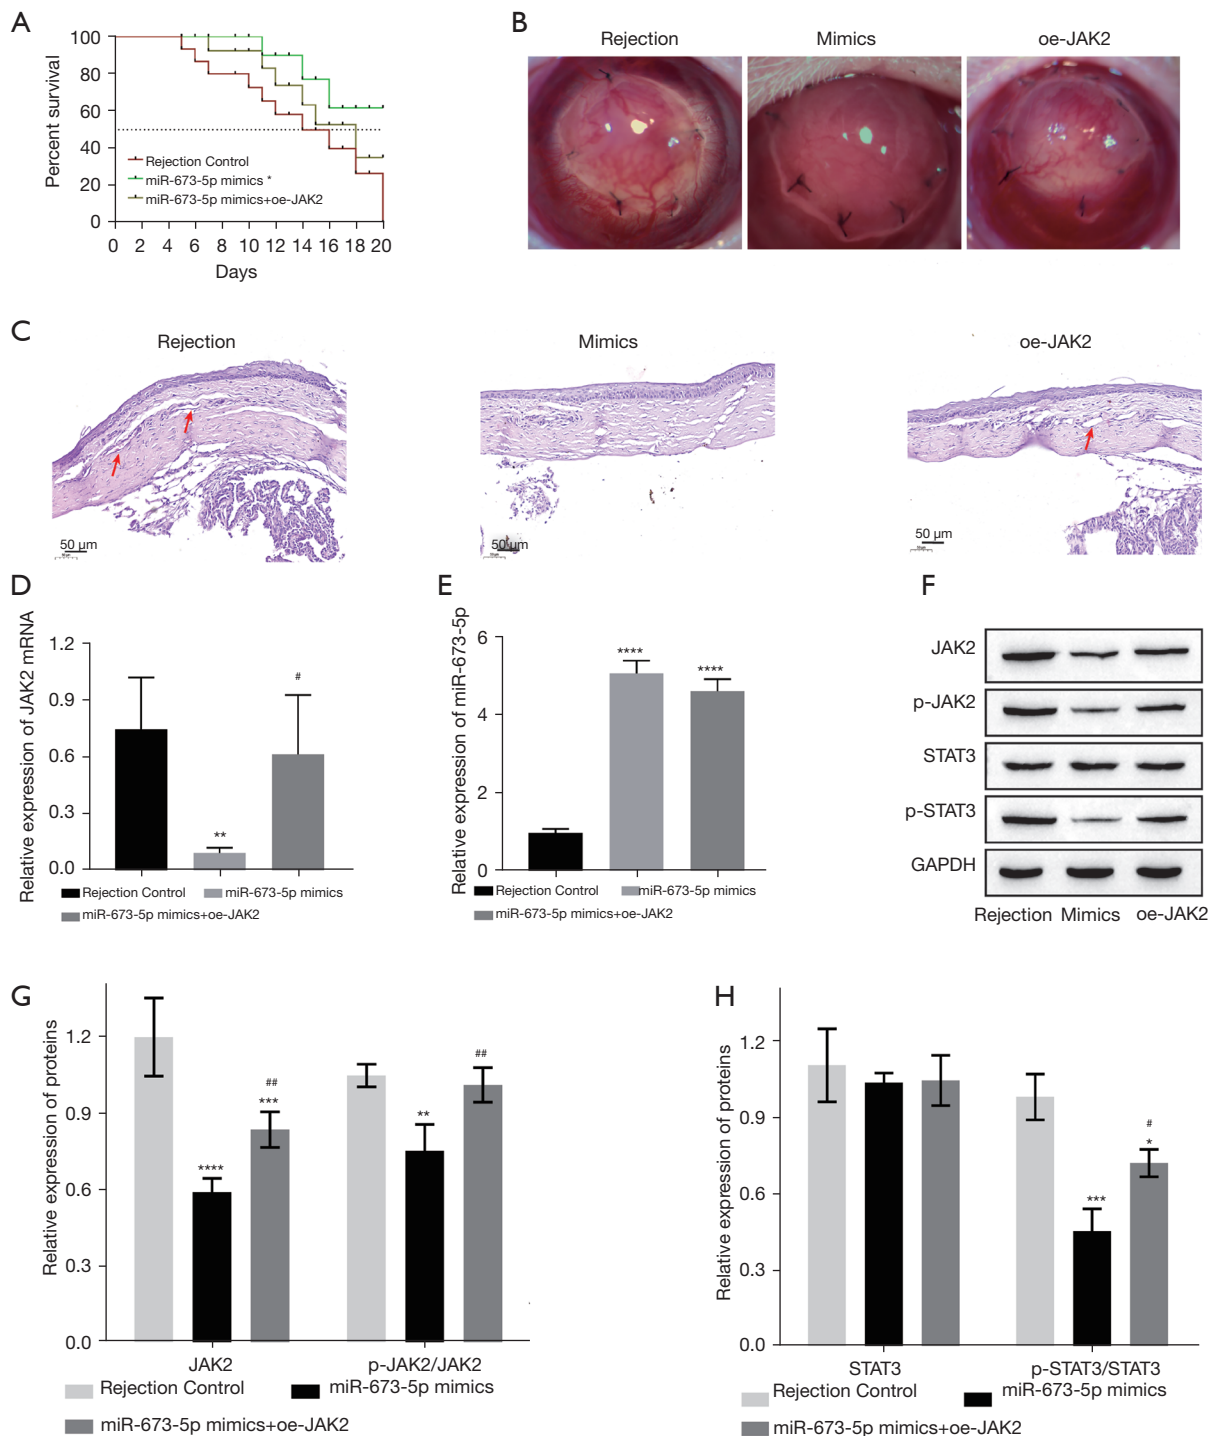 A
Percent survival
100
80
60
40
20
0
Rejection Control
miR-673-5p mimics *
miR-673-5p mimics+oe-JAK2
0 2 4 6 8 10 12 14 16 18 20
Days
B
Rejection Mimics oe-JAK2
C
Rejection Mimics oe-JAK2
50 µm 50 µm 50 µm
D
Relative expression of JAK2 mRNA
1.2
0.9
0.6
0.3
0.0
**
#
Rejection Control miR-673-5p mimics
miR-673-5p mimics+oe-JAK2
E
Relative expression of miR-673-5p
6
4
2
0
****
****
Rejection Control miR-673-5p mimics
miR-673-5p mimics+oe-JAK2
F
JAK2
p-JAK2
STAT3
p-STAT3
GAPDH
Rejection Mimics oe-JAK2
G
Relative expression of proteins
1.2
0.9
0.6
0.3
0.0
****
##
***
**
##
JAK2 p-JAK2/JAK2
Rejection Control miR-673-5p mimics
miR-673-5p mimics+oe-JAK2
H
Relative expression of proteins
1.2
0.9
0.6
0.3
0.0
***
#
*
STAT3 p-STAT3/STAT3
Rejection Control miR-673-5p mimics
miR-673-5p mimics+oe-JAK2